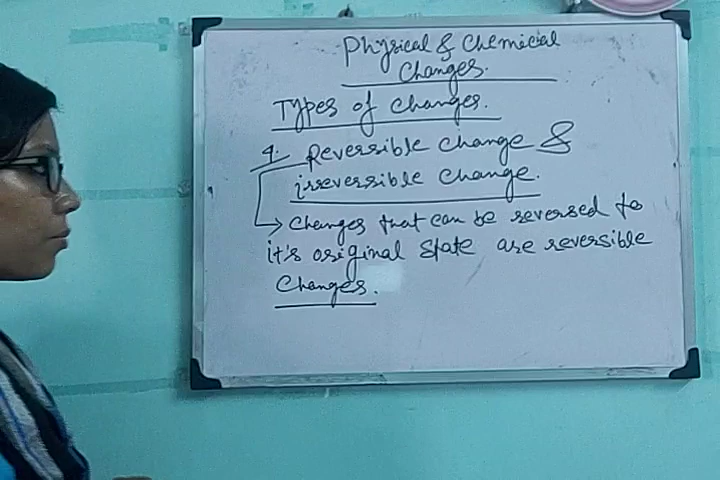 Physical & Chemical
Changes.
Types of changes.
4. Reversible change &
irreversible change.
→ Changes that can be reversed to
it's original state are reversible
Changes.